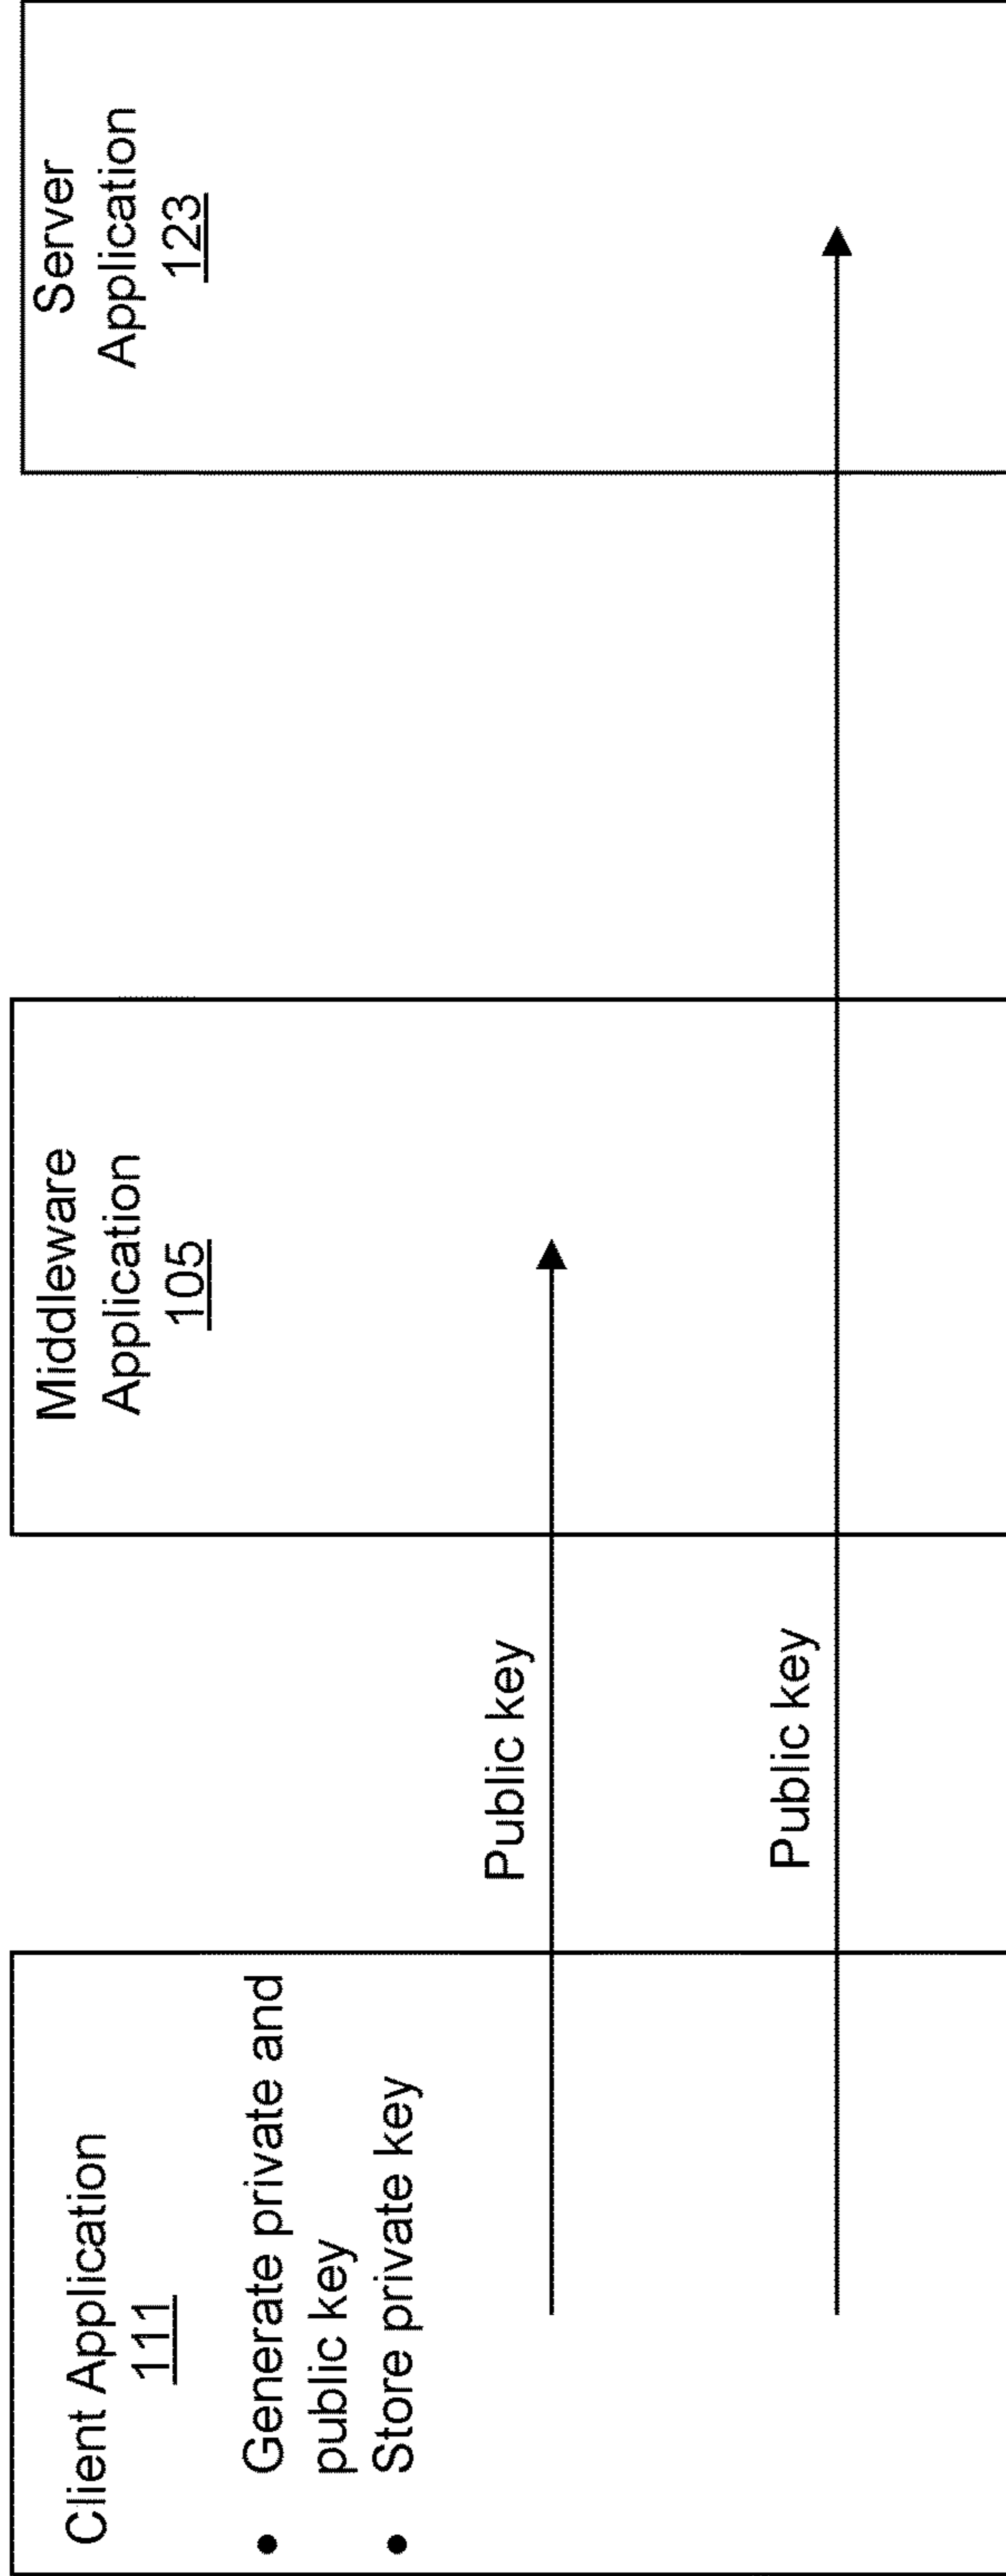 Client Application
111
● Generate private and
public key
● Store private key
Public key
Public key
Middleware
Application
105
Server
Application
123